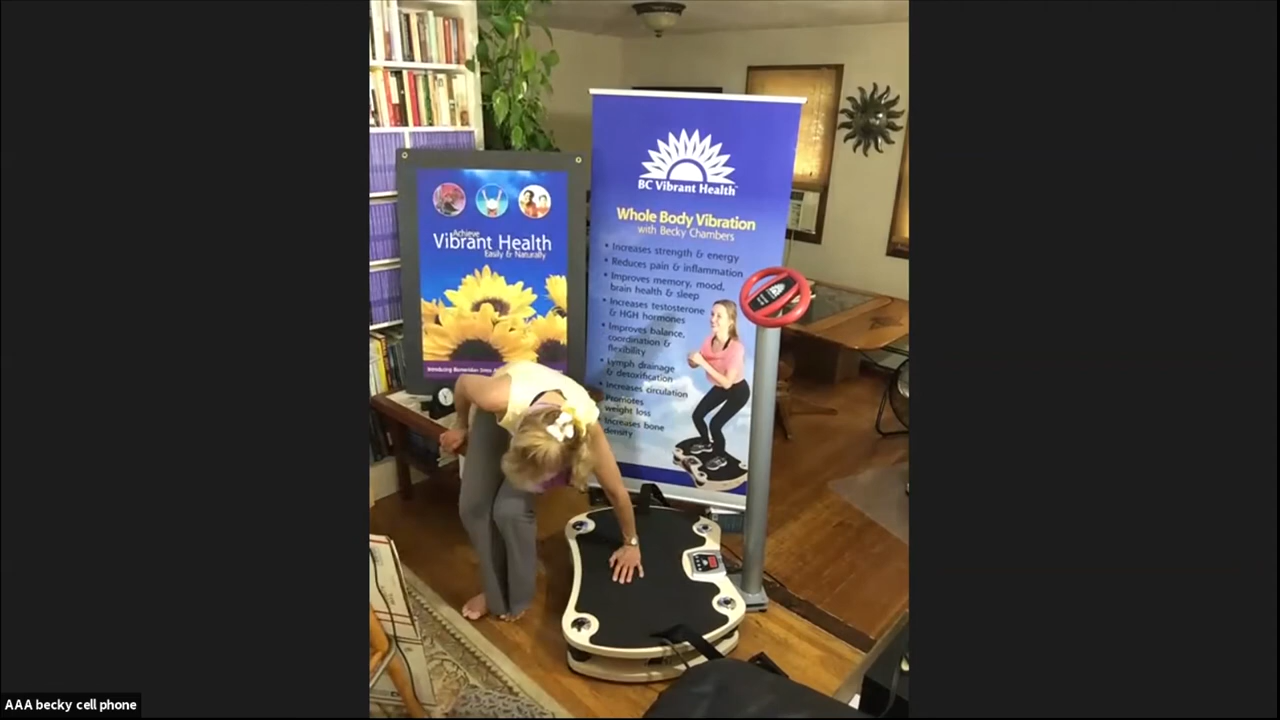 Achieve
Vibrant Health
Easily & Naturally
BC Vibrant Health
Whole Body Vibration
with Becky Chambers
• Increases strength & energy
• Reduces pain & inflammation
• Improves memory, mood,
brain health & sleep
• Increases testosterone
& HGH hormones
• Improves balance,
coordination &
flexibility
• Lymph drainage
& detoxification
• Increases circulation
• Promotes
weight loss
• Increases bone
density
AAA becky cell phone